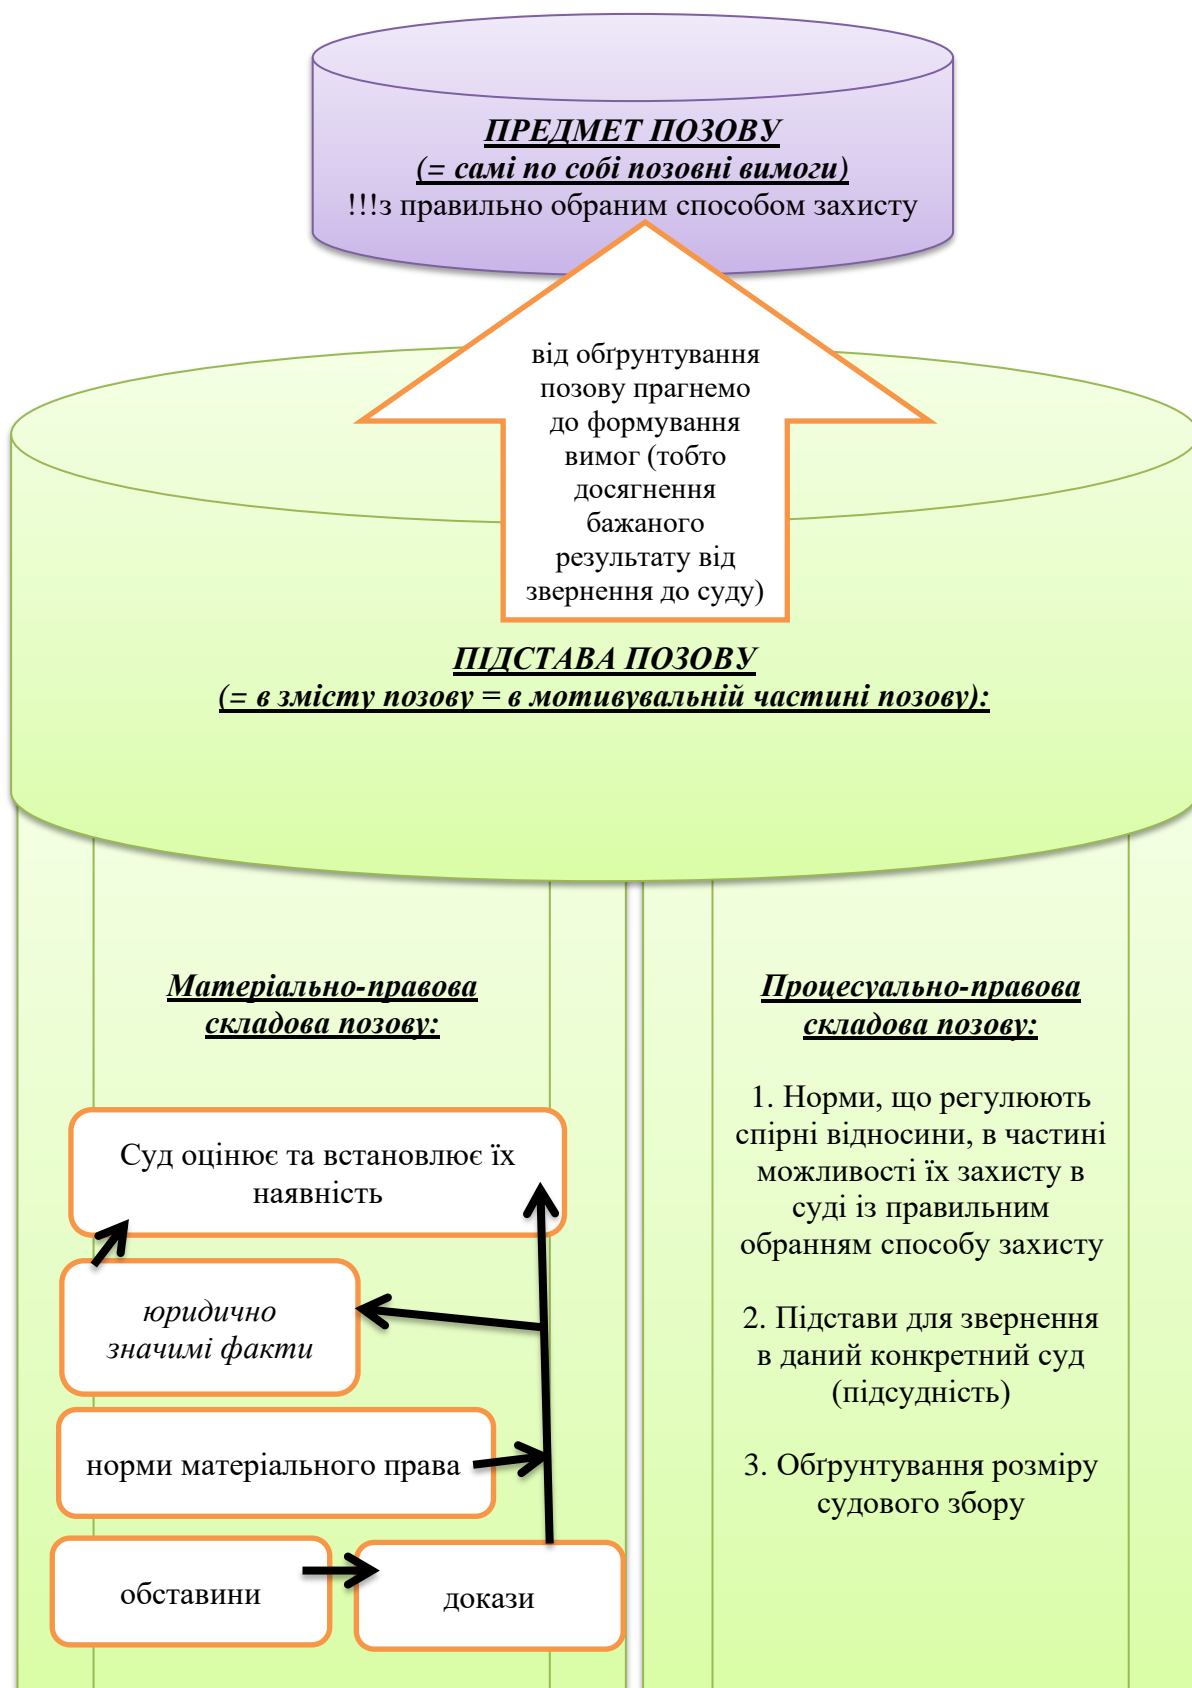 ПРЕДМЕТ ПОЗОВУ
(= самі по собі позовні вимоги)
!!!з правильно обраним способом захисту
від обґрунтування
позову прагнемо
до формування
вимог (тобто
досягнення
бажаного
результату від
звернення до суду)
ПІДСТАВА ПОЗОВУ
(= в змісту позову = в мотивувальній частині позову):
Матеріально-правова
складова позову:
Суд оцінює та встановлює їх
наявність
юридично
значимі факти
норми матеріального права
обставини
докази
Процесуально-правова
складова позову:
1. Норми, що регулюють
спірні відносини, в частині
можливості їх захисту в
суді із правильним
обранням способу захисту
2. Підстави для звернення
в даний конкретний суд
(підсудність)
3. Обґрунтування розміру
судового збору